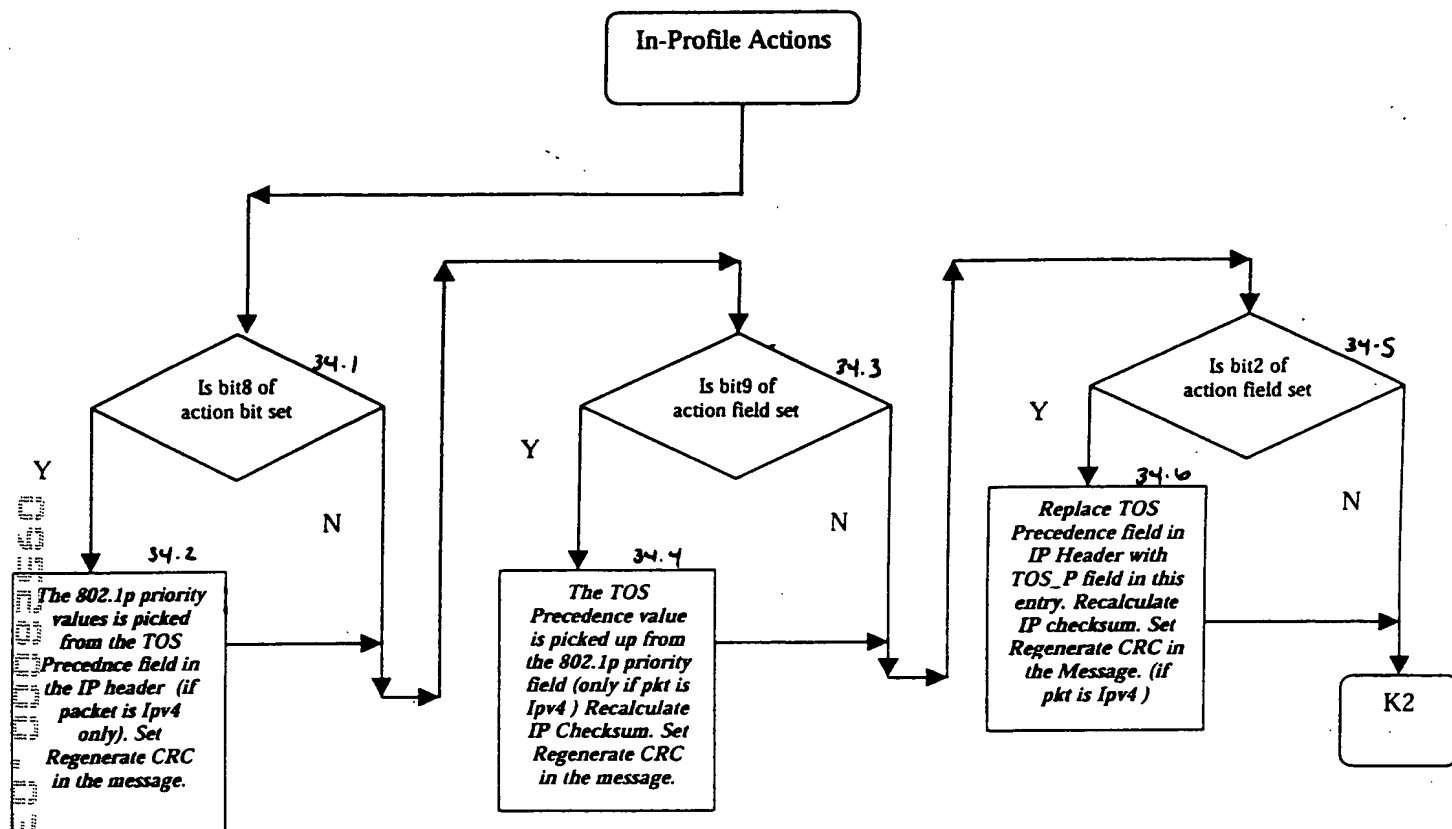 In-Profile Actions
34.1
Is bit8 of
action bit set
Y
N
34.2
The 802.1p priority
values is picked
from the TOS
Precednce field in
the IP header (if
packet is Ipv4
only). Set
Regenerate CRC
in the message.
34.3
Is bit9 of
action field set
Y
N
34.4
The TOS
Precedence value
is picked up from
the 802.1p priority
field (only if pkt is
Ipv4 ) Recalculate
IP Checksum. Set
Regenerate CRC
in the message.
34.5
Is bit2 of
action field set
Y
N
34.6
Replace TOS
Precedence field in
IP Header with
TOS_P field in this
entry. Recalculate
IP checksum. Set
Regenerate CRC in
the Message. (if
pkt is Ipv4 )
K2